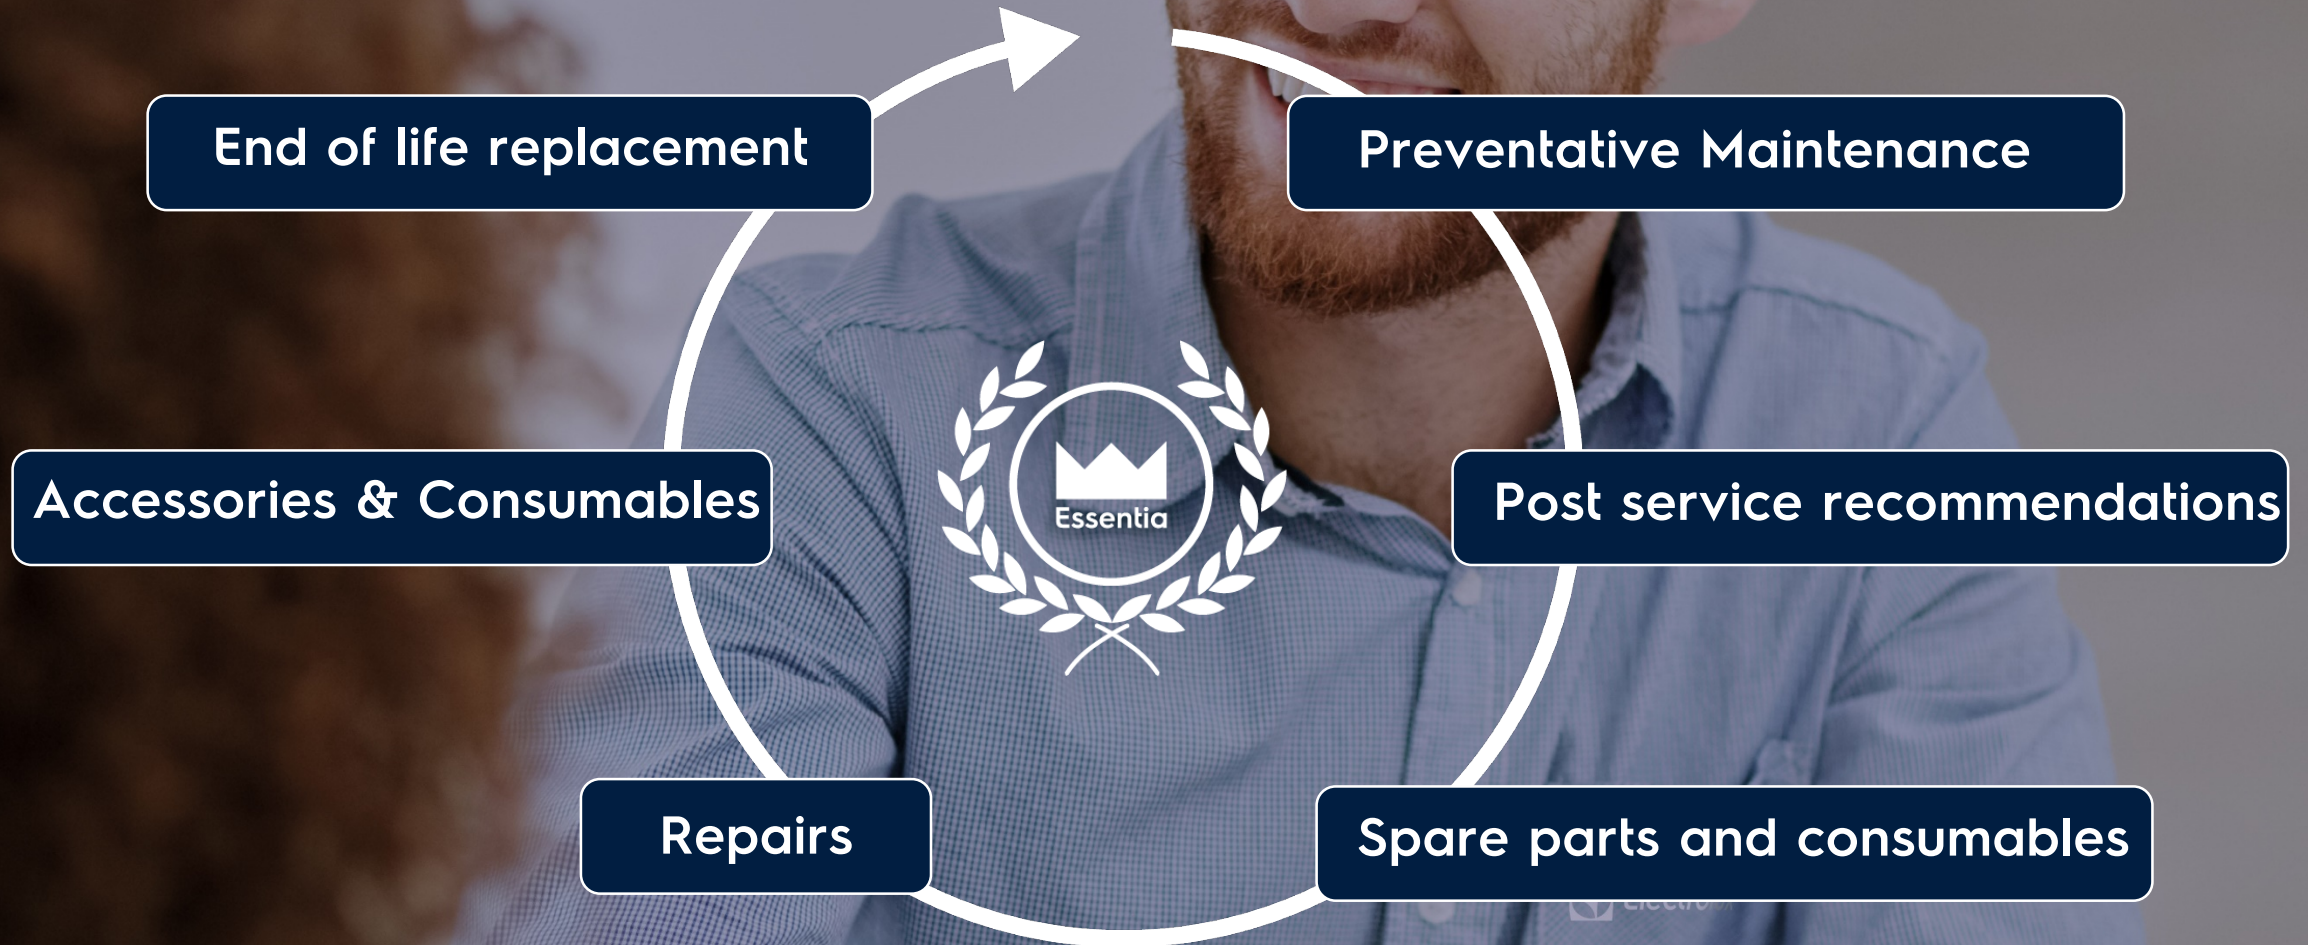 End of life replacement
Preventative Maintenance
Accessories & Consumables
Essentia
Post service recommendations
Repairs
Spare parts and consumables